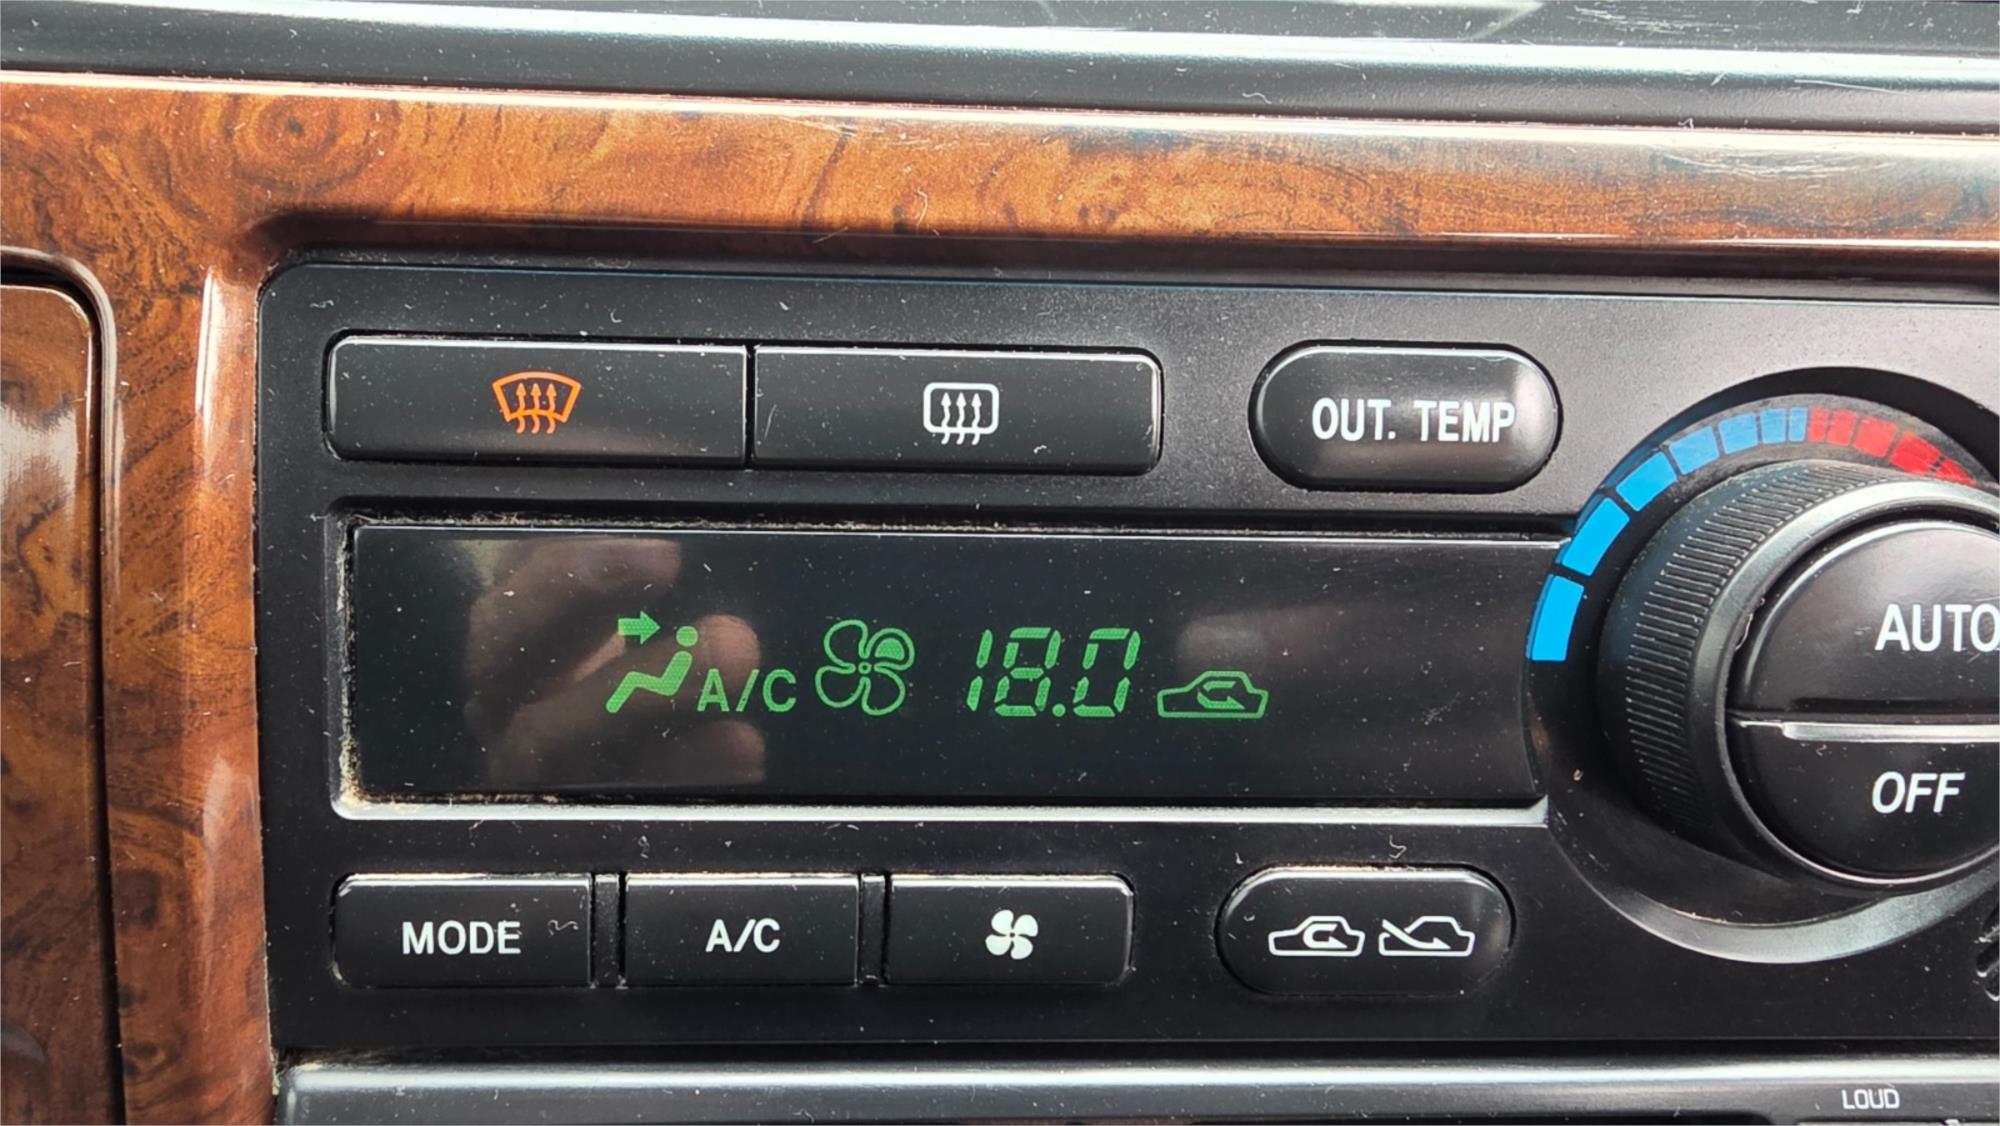 OUT. TEMP
A/C 18.0
AUTO
OFF
MODE
A/C
LOUD